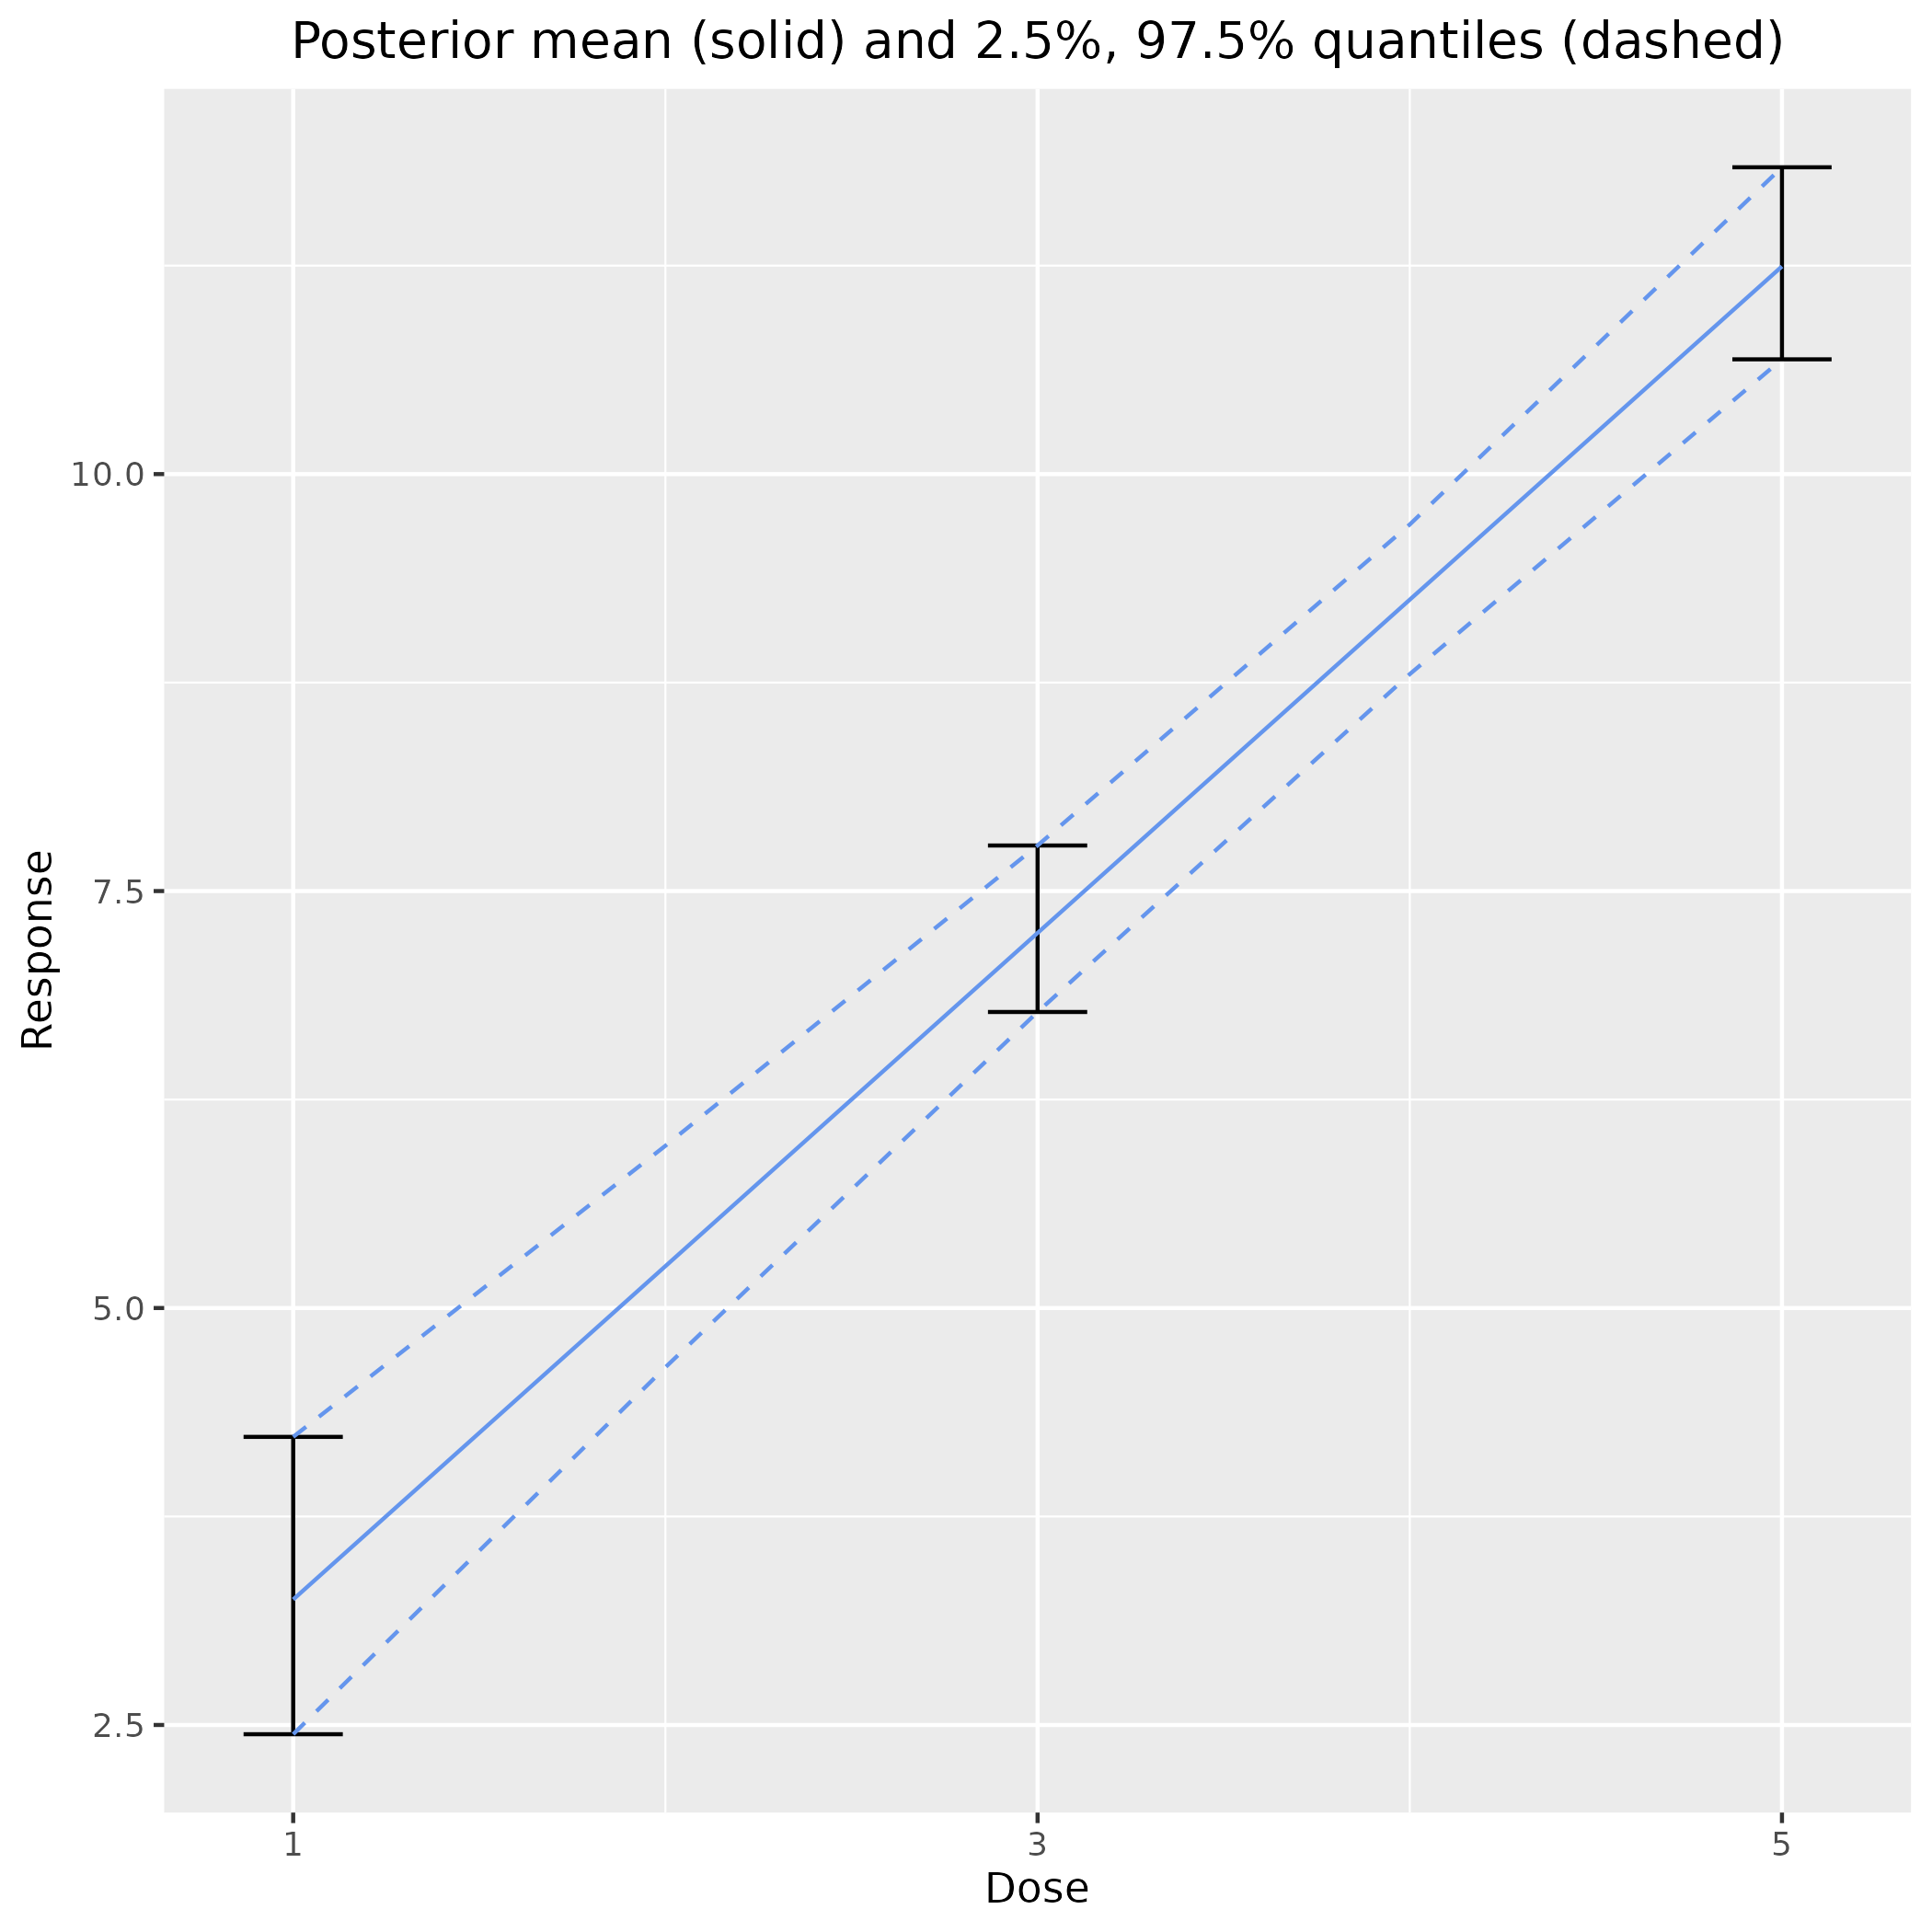 Posterior mean (solid) and 2.5%, 97.5% quantiles (dashed)
10.0
7.5
5.0
2.5
Response
1
3
5
Dose